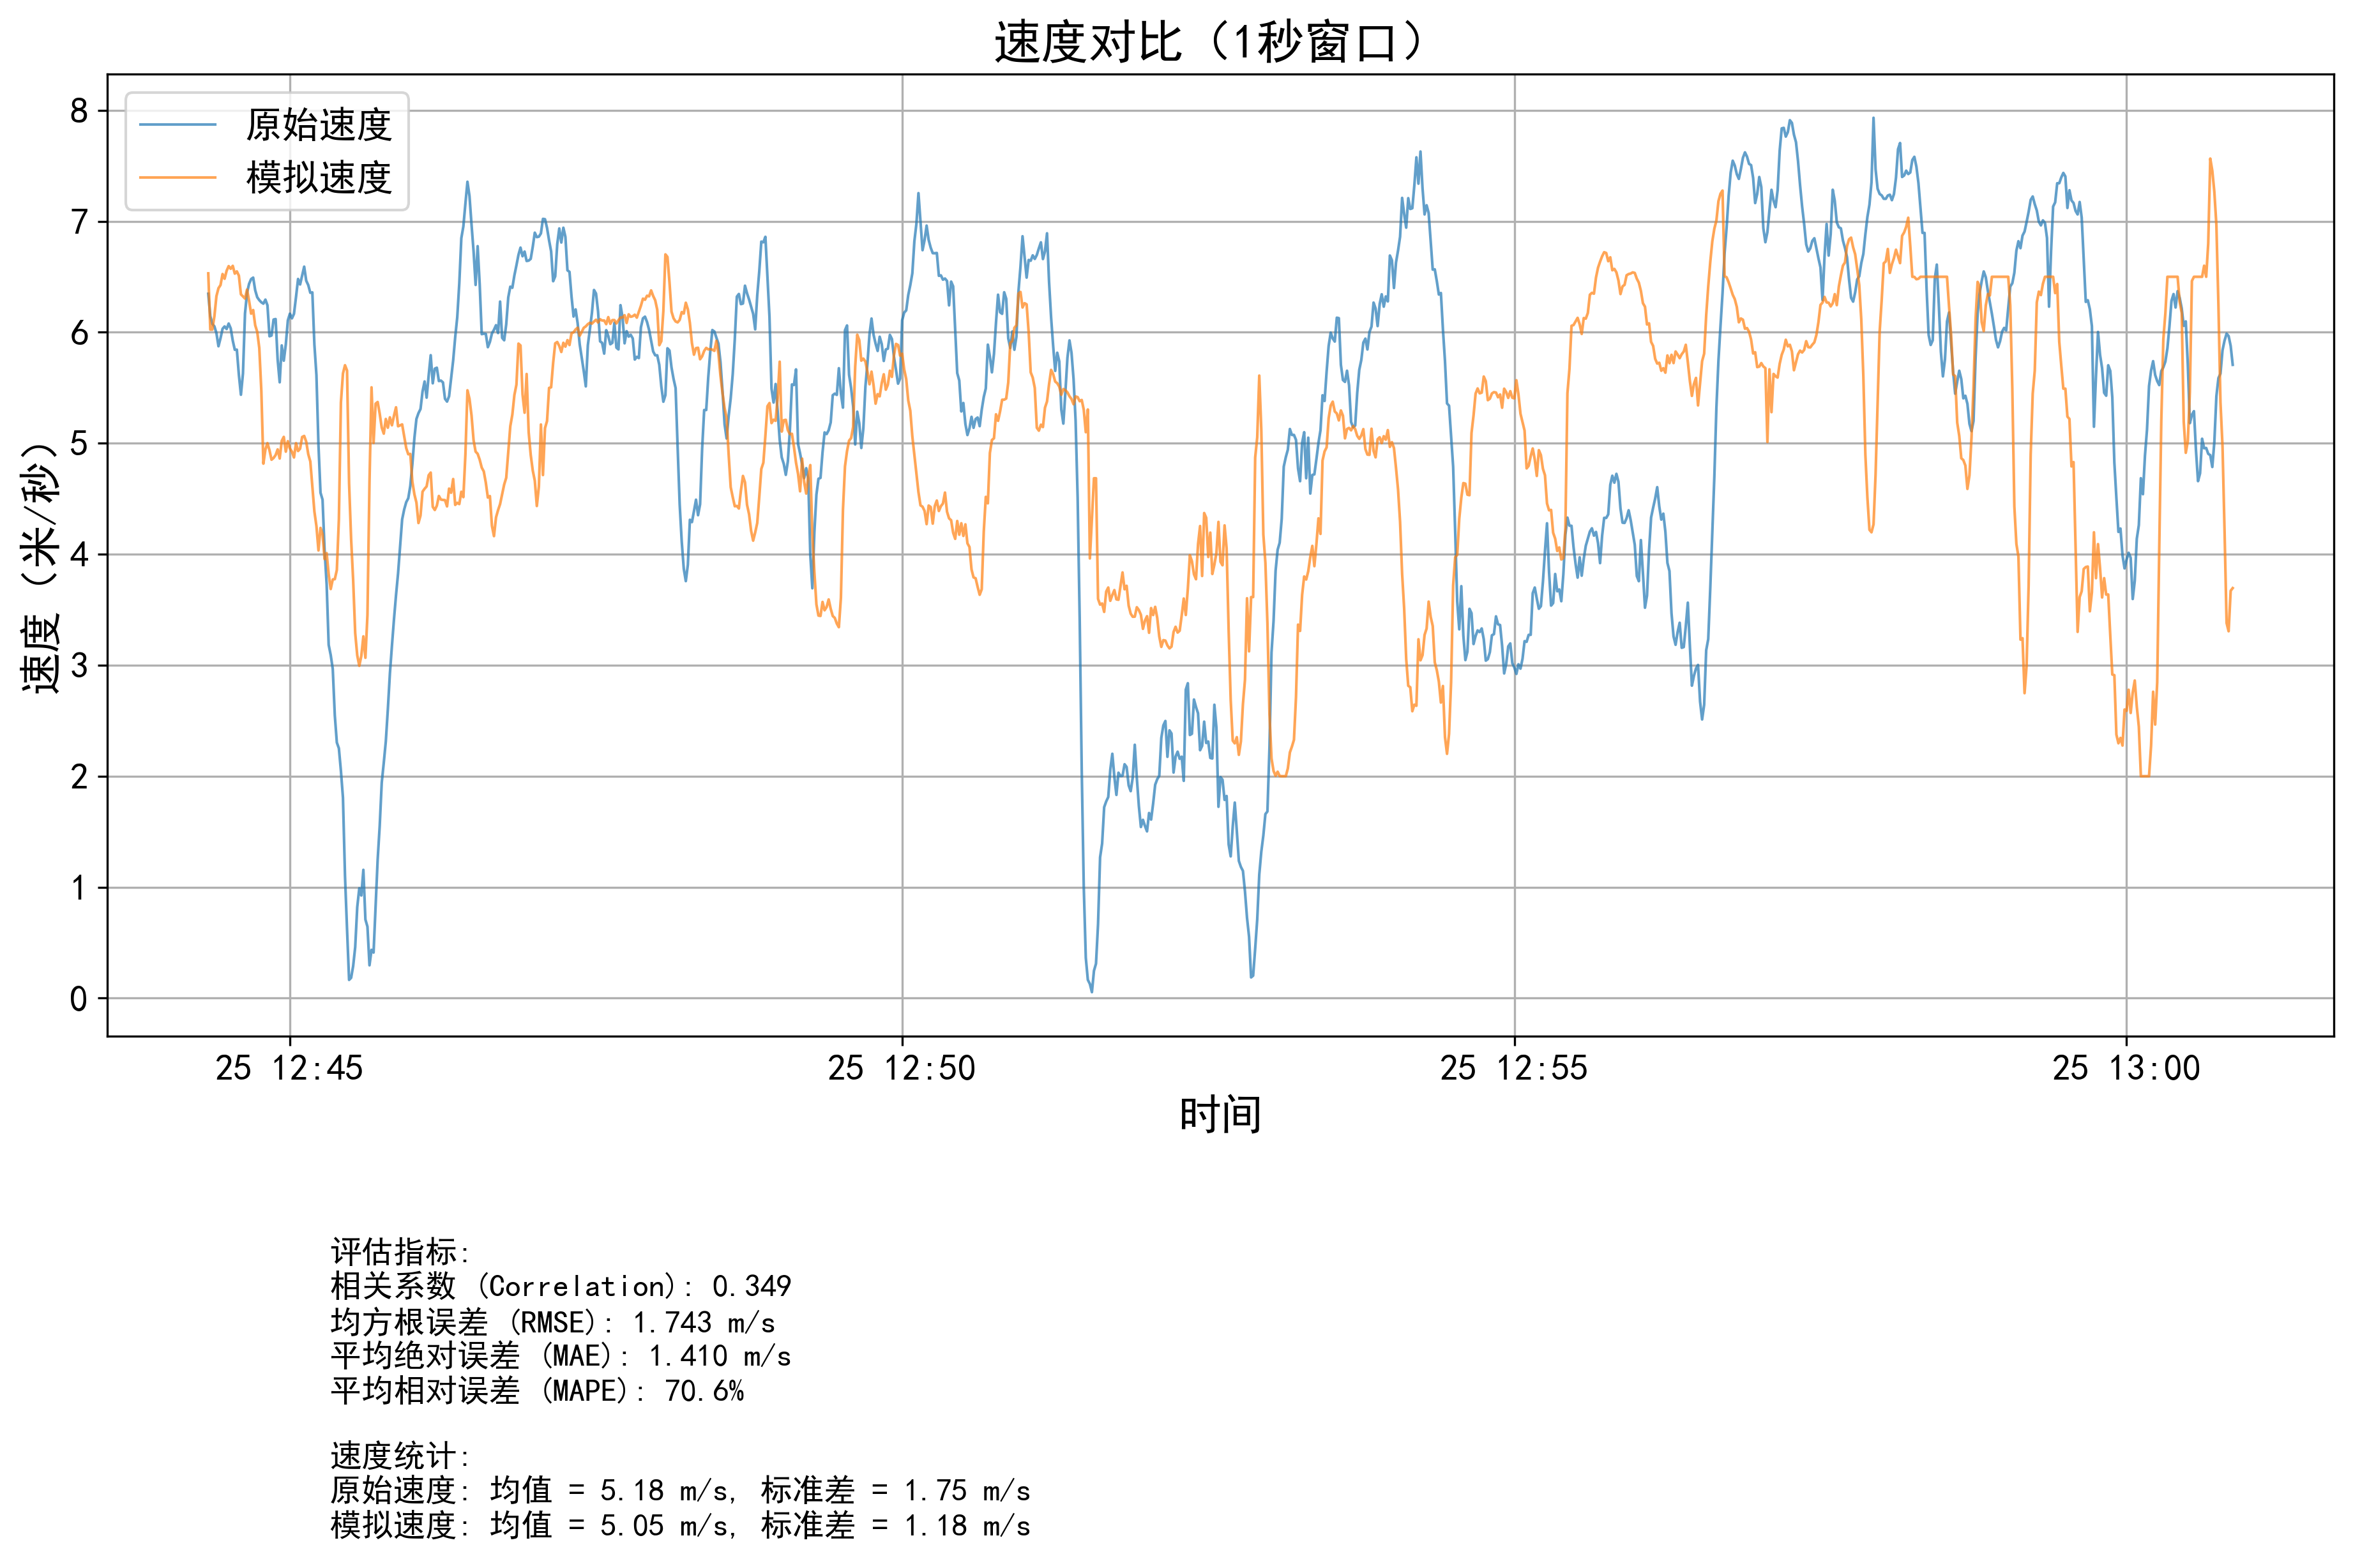 速度对比（1秒窗口）
原始速度
模拟速度
速度（米/秒）
8
7
6
5
4
3
2
1
0
25 12:45
25 12:50
25 12:55
25 13:00
时间
评估指标:
相关系数 (Correlation): 0.349
均方根误差 (RMSE): 1.743 m/s
平均绝对误差 (MAE): 1.410 m/s
平均相对误差 (MAPE): 70.6%
速度统计:
原始速度: 均值 = 5.18 m/s, 标准差 = 1.75 m/s
模拟速度: 均值 = 5.05 m/s, 标准差 = 1.18 m/s